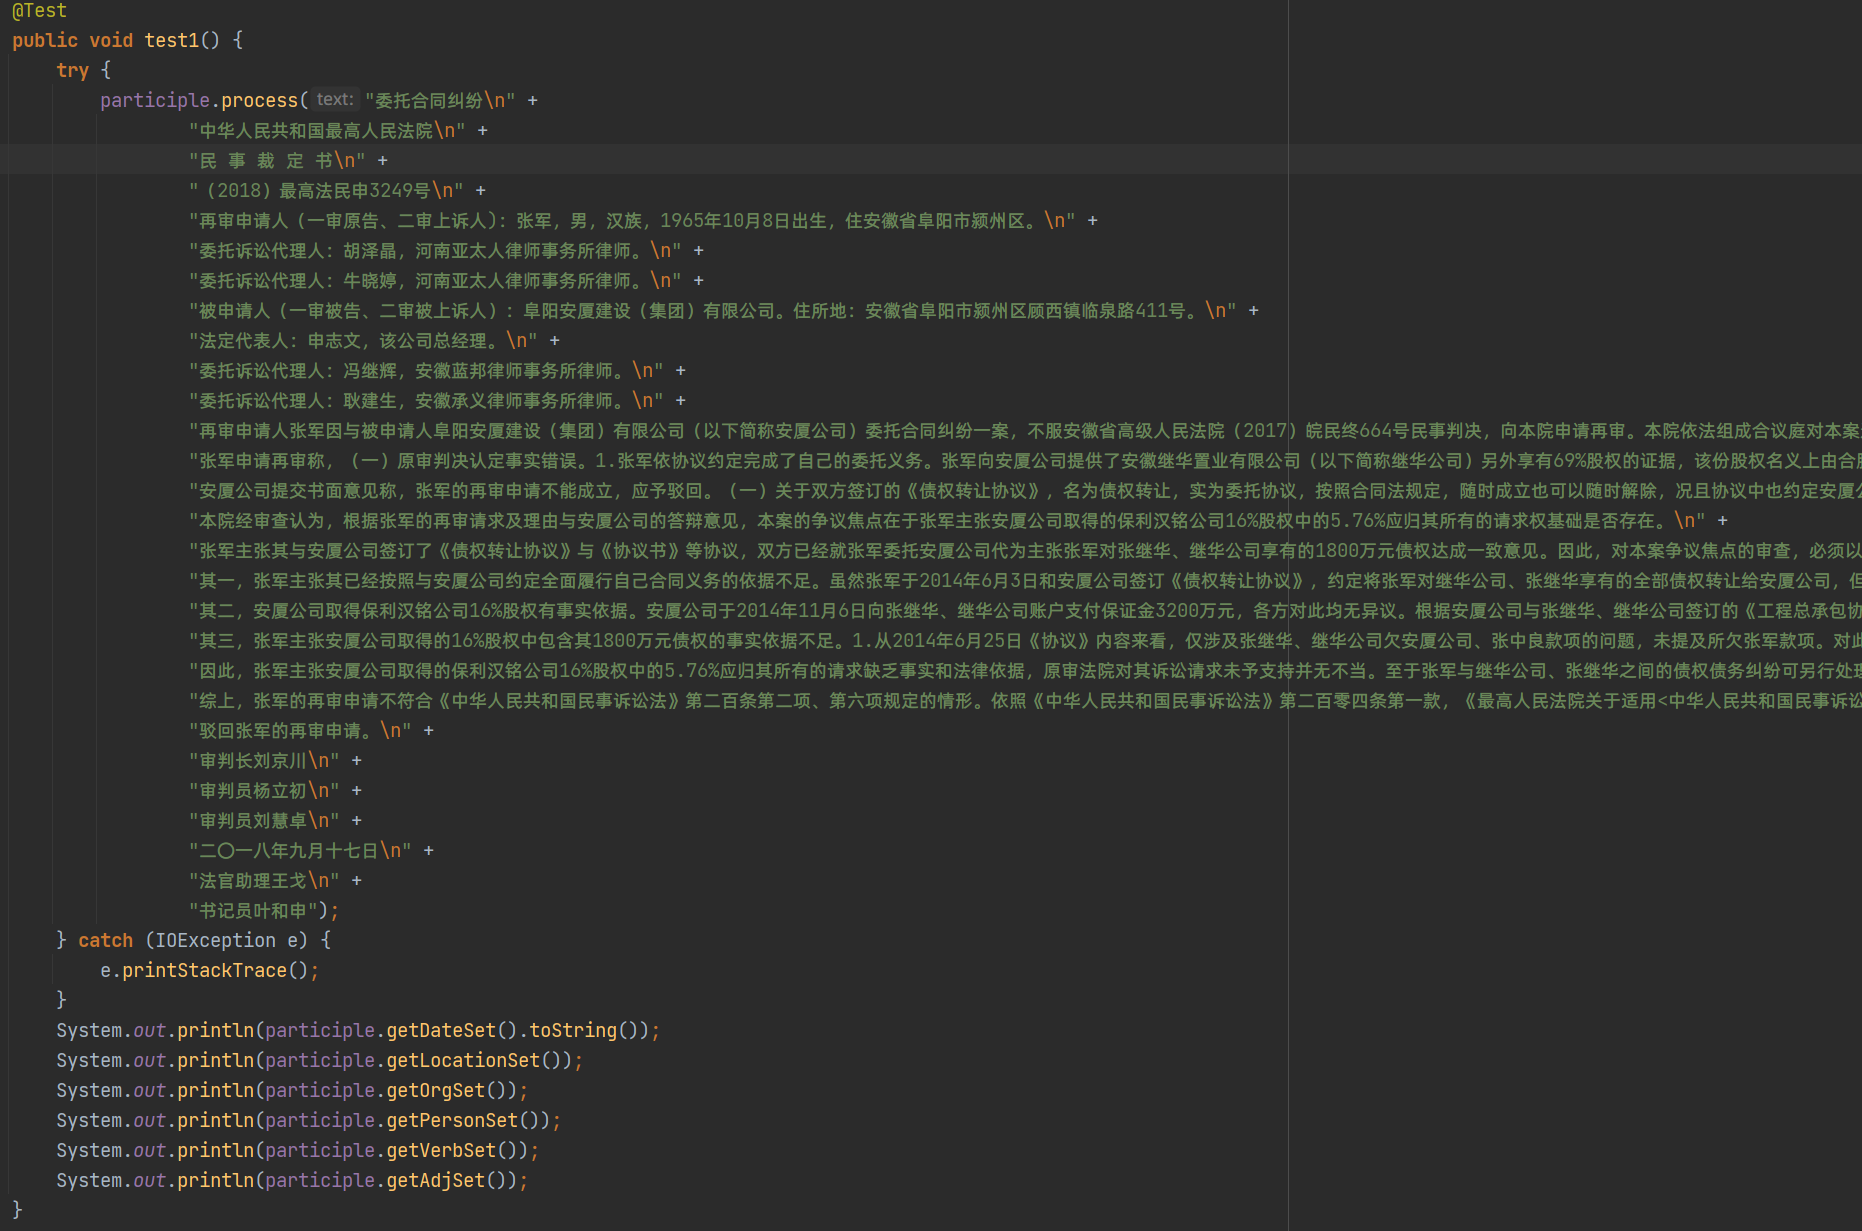 @Test
public void test1() {
try {
participle.process( text: "委托合同纠纷\n" +
"中华人民共和国最高人民法院\n" +
"民 事 裁 定 书\n" +
"（2018）最高法民申3249号\n" +
"再审申请人（一审原告、二审上诉人）：张军，男，汉族，1965年10月8日出生，住安徽省阜阳市颍州区。\n" +
"委托诉讼代理人：胡泽晶，河南亚太人律师事务所律师。\n" +
"委托诉讼代理人：牛晓婷，河南亚太人律师事务所律师。\n" +
"被申请人（一审被告、二审被上诉人）：阜阳安厦建设（集团）有限公司。住所地：安徽省阜阳市颍州区顾西镇临泉路411号。\n" +
"法定代表人：申志文，该公司总经理。\n" +
"委托诉讼代理人：冯继辉，安徽蓝邦律师事务所律师。\n" +
"委托诉讼代理人：耿建生，安徽承义律师事务所律师。\n" +
"再审申请人张军因与被申请人阜阳安厦建设（集团）有限公司（以下简称安厦公司）委托合同纠纷一案，不服安徽省高级人民法院（2017）皖民终664号民事判决，向本院申请再审。本院依法组成合议庭对本案
"张军申请再审称，（一）原审判决认定事实错误。1.张军依协议约定完成了自己的委托义务。张军向安厦公司提供了安徽继华置业有限公司（以下简称继华公司）另外享有69%股权的证据，该份股权名义上由合肥
"安厦公司提交书面意见称，张军的再审申请不能成立，应予驳回。（一）关于双方签订的《债权转让协议》，名为债权转让，实为委托协议，按照合同法规定，随时成立也可以随时解除，况且协议中也约定安厦公
"本院经审查认为，根据张军的再审请求及理由与安厦公司的答辩意见，本案的争议焦点在于张军主张安厦公司取得的保利汉铭公司16%股权中的5.76%应归其所有的请求权基础是否存在。\n" +
"张军主张其与安厦公司签订了《债权转让协议》与《协议书》等协议，双方已经就张军委托安厦公司代为主张张军对张继华、继华公司享有的1800万元债权达成一致意见。因此，对本案争议焦点的审查，必须以
"其一，张军主张其已经按照与安厦公司约定全面履行自己合同义务的依据不足。虽然张军于2014年6月3日和安厦公司签订《债权转让协议》，约定将张军对继华公司、张继华享有的全部债权转让给安厦公司，但
"其二，安厦公司取得保利汉铭公司16%股权有事实依据。安厦公司于2014年11月6日向张继华、继华公司账户支付保证金3200万元，各方对此均无异议。根据安厦公司与张继华、继华公司签订的《工程总承包协
"其三，张军主张安厦公司取得的16%股权中包含其1800万元债权的事实依据不足。1.从2014年6月25日《协议》内容来看，仅涉及张继华、继华公司欠安厦公司、张中良款项的问题，未提及所欠张军款项。对此
"因此，张军主张安厦公司取得的保利汉铭公司16%股权中的5.76%应归其所有的请求缺乏事实和法律依据，原审法院对其诉讼请求未予支持并无不当。至于张军与继华公司、张继华之间的债权债务纠纷可另行处理
"综上，张军的再审申请不符合《中华人民共和国民事诉讼法》第二百条第二项、第六项规定的情形。依照《中华人民共和国民事诉讼法》第二百零四条第一款，《最高人民法院关于适用<中华人民共和国民事诉讼
"驳回张军的再审申请。\n" +
"审判长刘京川\n" +
"审判员杨立初\n" +
"审判员刘慧卓\n" +
"二〇一八年九月十七日\n" +
"法官助理王戈\n" +
"书记员叶和申");
} catch (IOException e) {
e.printStackTrace();
}
System.out.println(participle.getDateSet().toString());
System.out.println(participle.getLocationSet());
System.out.println(participle.getOrgSet());
System.out.println(participle.getPersonSet());
System.out.println(participle.getVerbSet());
System.out.println(participle.getAdjSet());
}